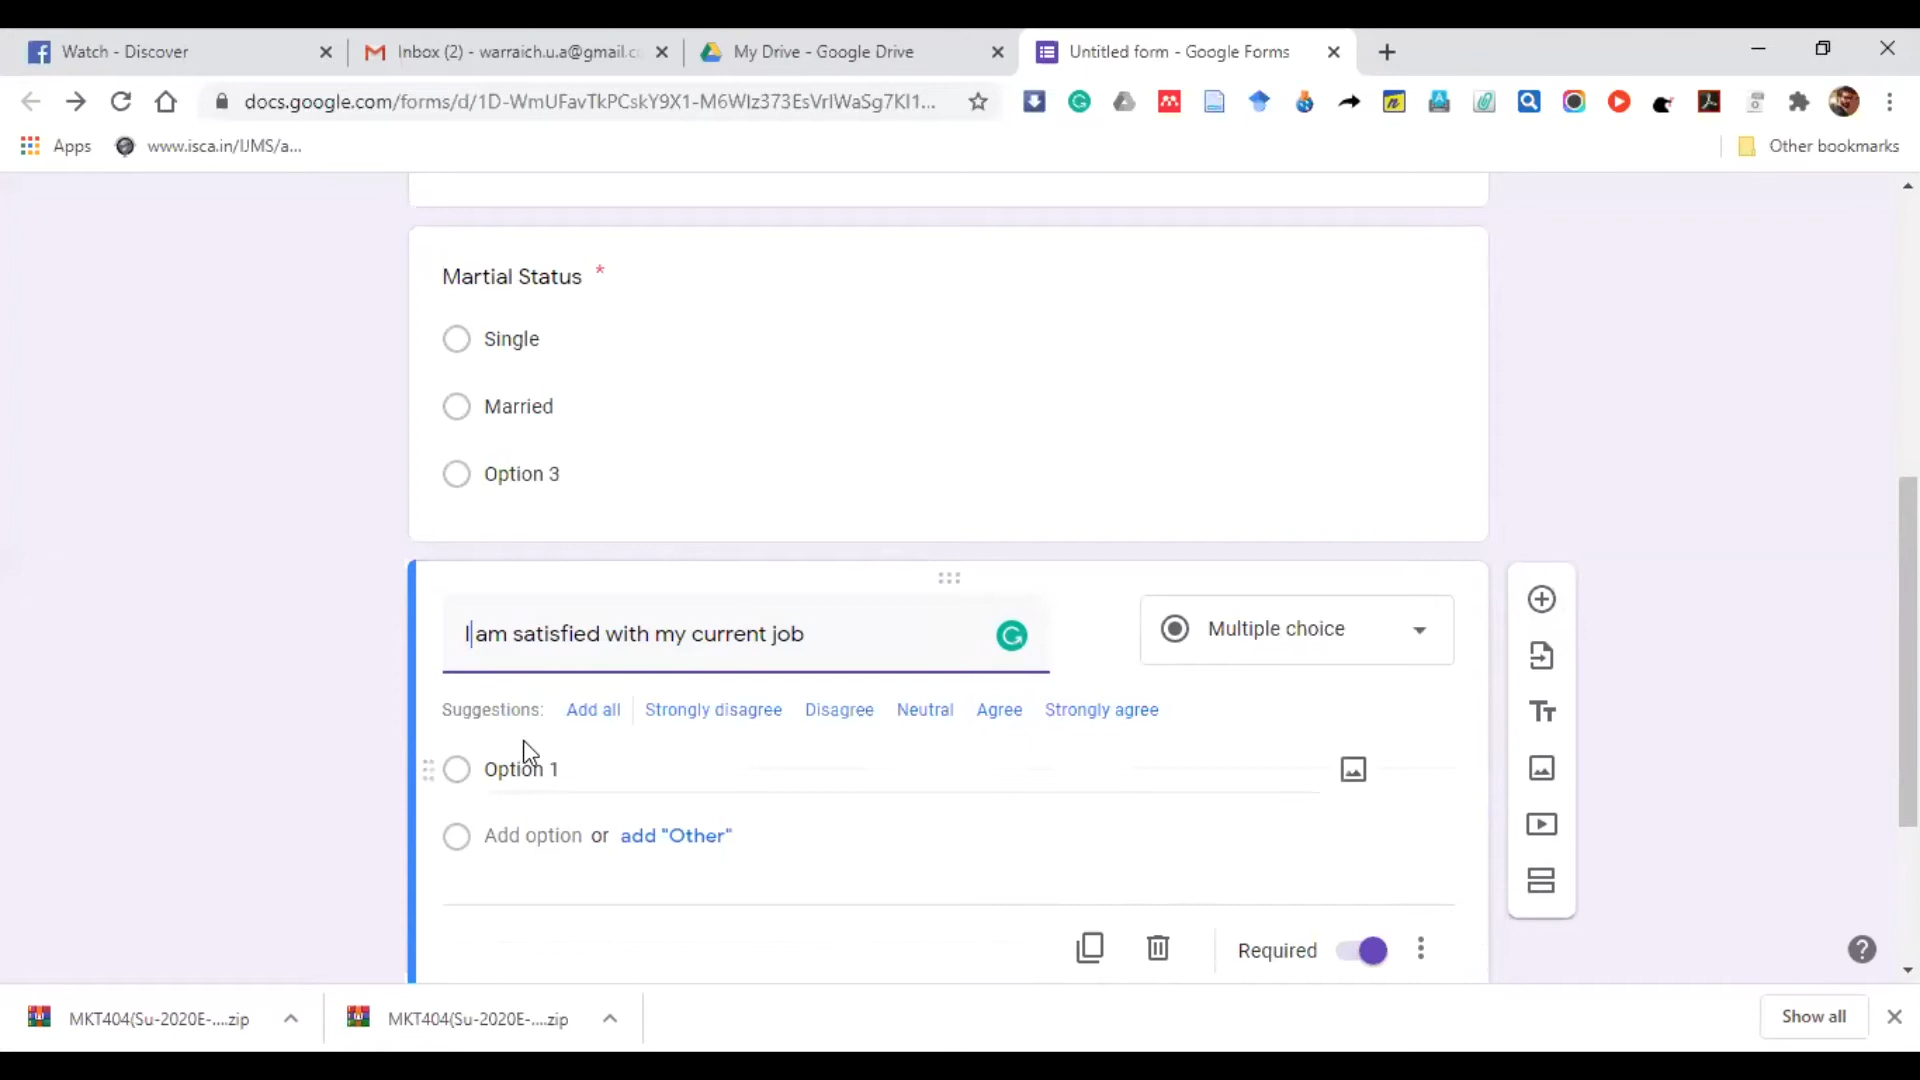 Watch - Discover
Inbox (2) - warraich.u.a@gmail.c
My Drive - Google Drive
Untitled form - Google Forms
docs.google.com/forms/d/1D-WmUFavTkPCskY9X1-M6WIz373EsVrIWaSg7KI1...
Apps
www.isca.in/IJMS/a...
Other bookmarks
Martial Status *
Single
Married
Option 3
I am satisfied with my current job
Multiple choice
Suggestions: Add all Strongly disagree Disagree Neutral Agree Strongly agree
Option 1
Add option or add "Other"
Required
MKT404(Su-2020E-....zip
MKT404(Su-2020E-....zip
Show all